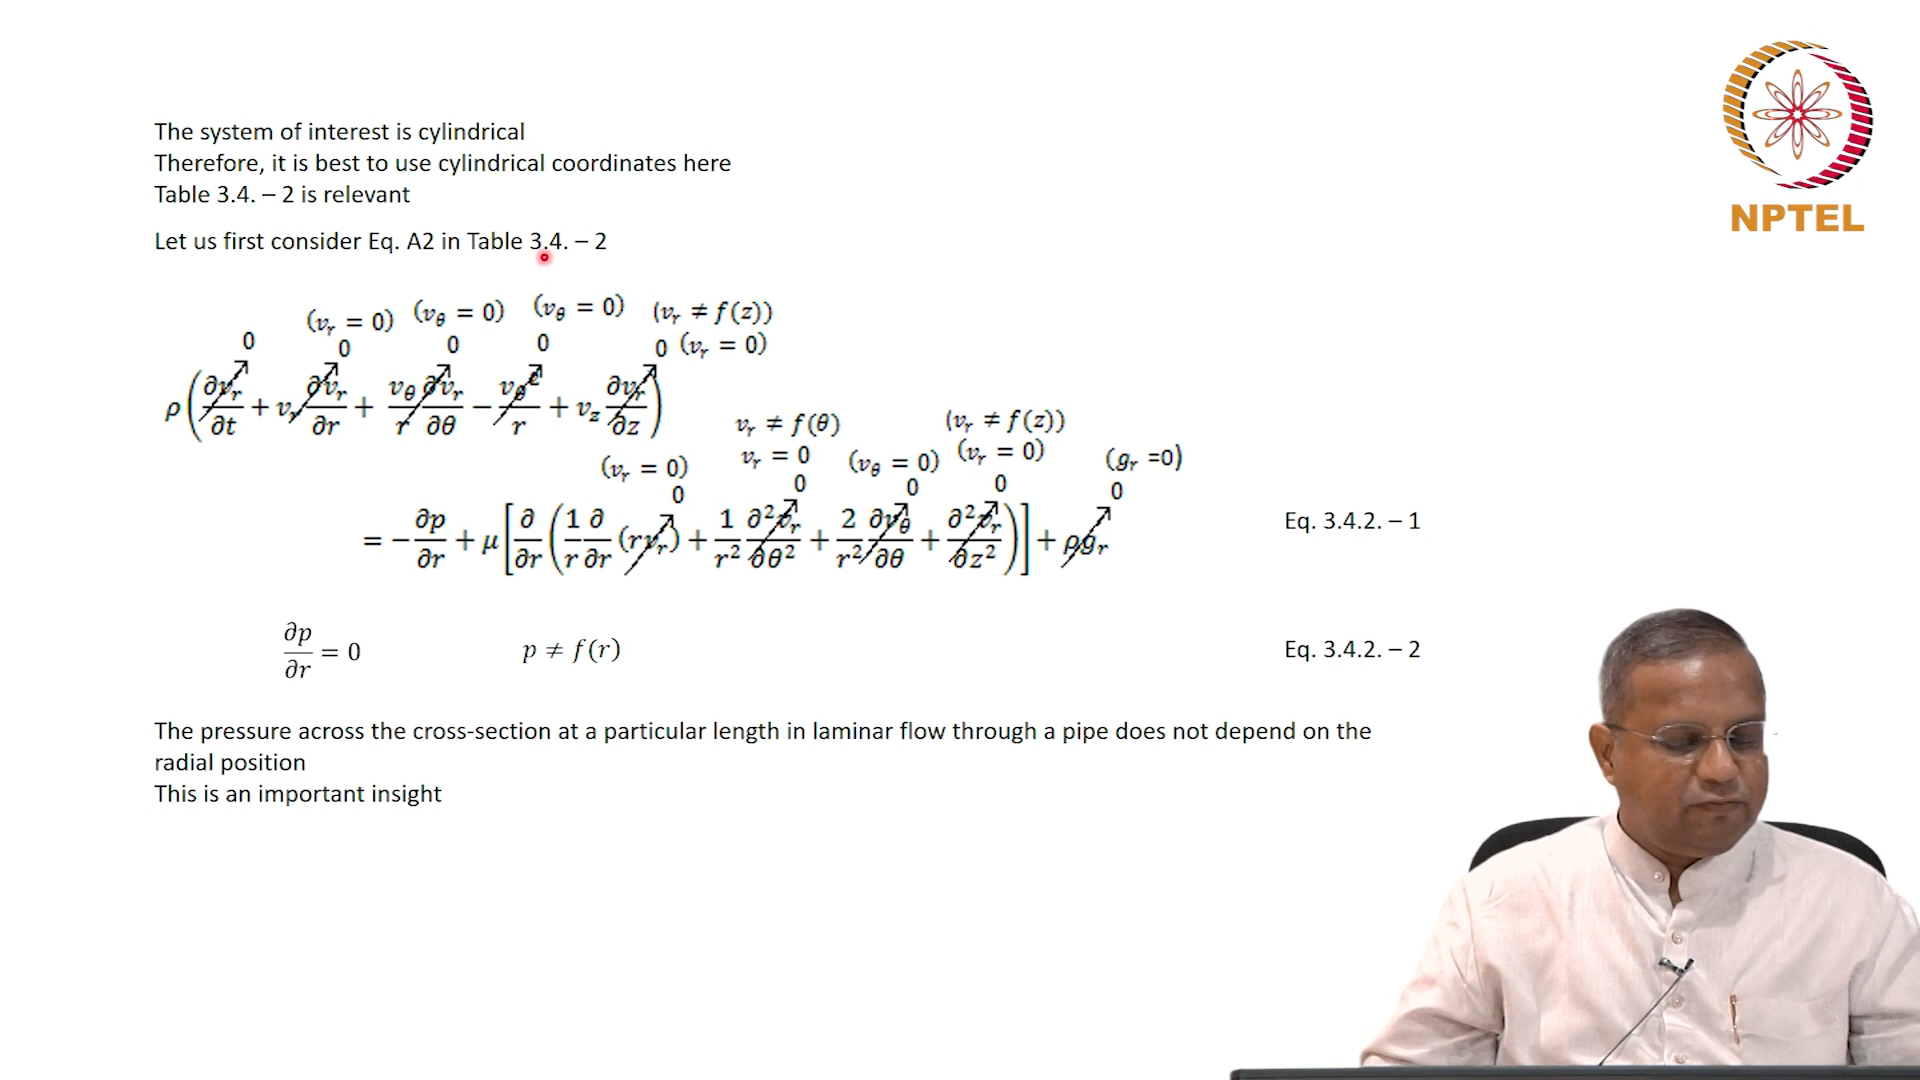 NPTEL
The system of interest is cylindrical
Therefore, it is best to use cylindrical coordinates here
Table 3.4. – 2 is relevant
Let us first consider Eq. A2 in Table 3.4. – 2
(v_r = 0) (v_θ = 0) (v_θ = 0) (v_r ≠ f(z))
0 0 0 0 0 (v_r = 0)
ρ(∂v_r/∂t + v_r ∂v_r/∂r + v_θ/r ∂v_r/∂θ − v_θ²/r + v_z ∂v_r/∂z)
v_r ≠ f(θ) (v_r ≠ f(z))
(v_r = 0) v_r = 0 (v_θ = 0) (v_r = 0) (g_r =0)
0 0 0 0 0
= −∂p/∂r + μ[∂/∂r(1/r ∂/∂r (rv_r) + 1/r² ∂²v_r/∂θ² + 2/r² ∂v_θ/∂θ + ∂²v_r/∂z²)] + ρg_r Eq. 3.4.2. – 1
∂p/∂r = 0 p ≠ f(r) Eq. 3.4.2. – 2
The pressure across the cross-section at a particular length in laminar flow through a pipe does not depend on the
radial position
This is an important insight